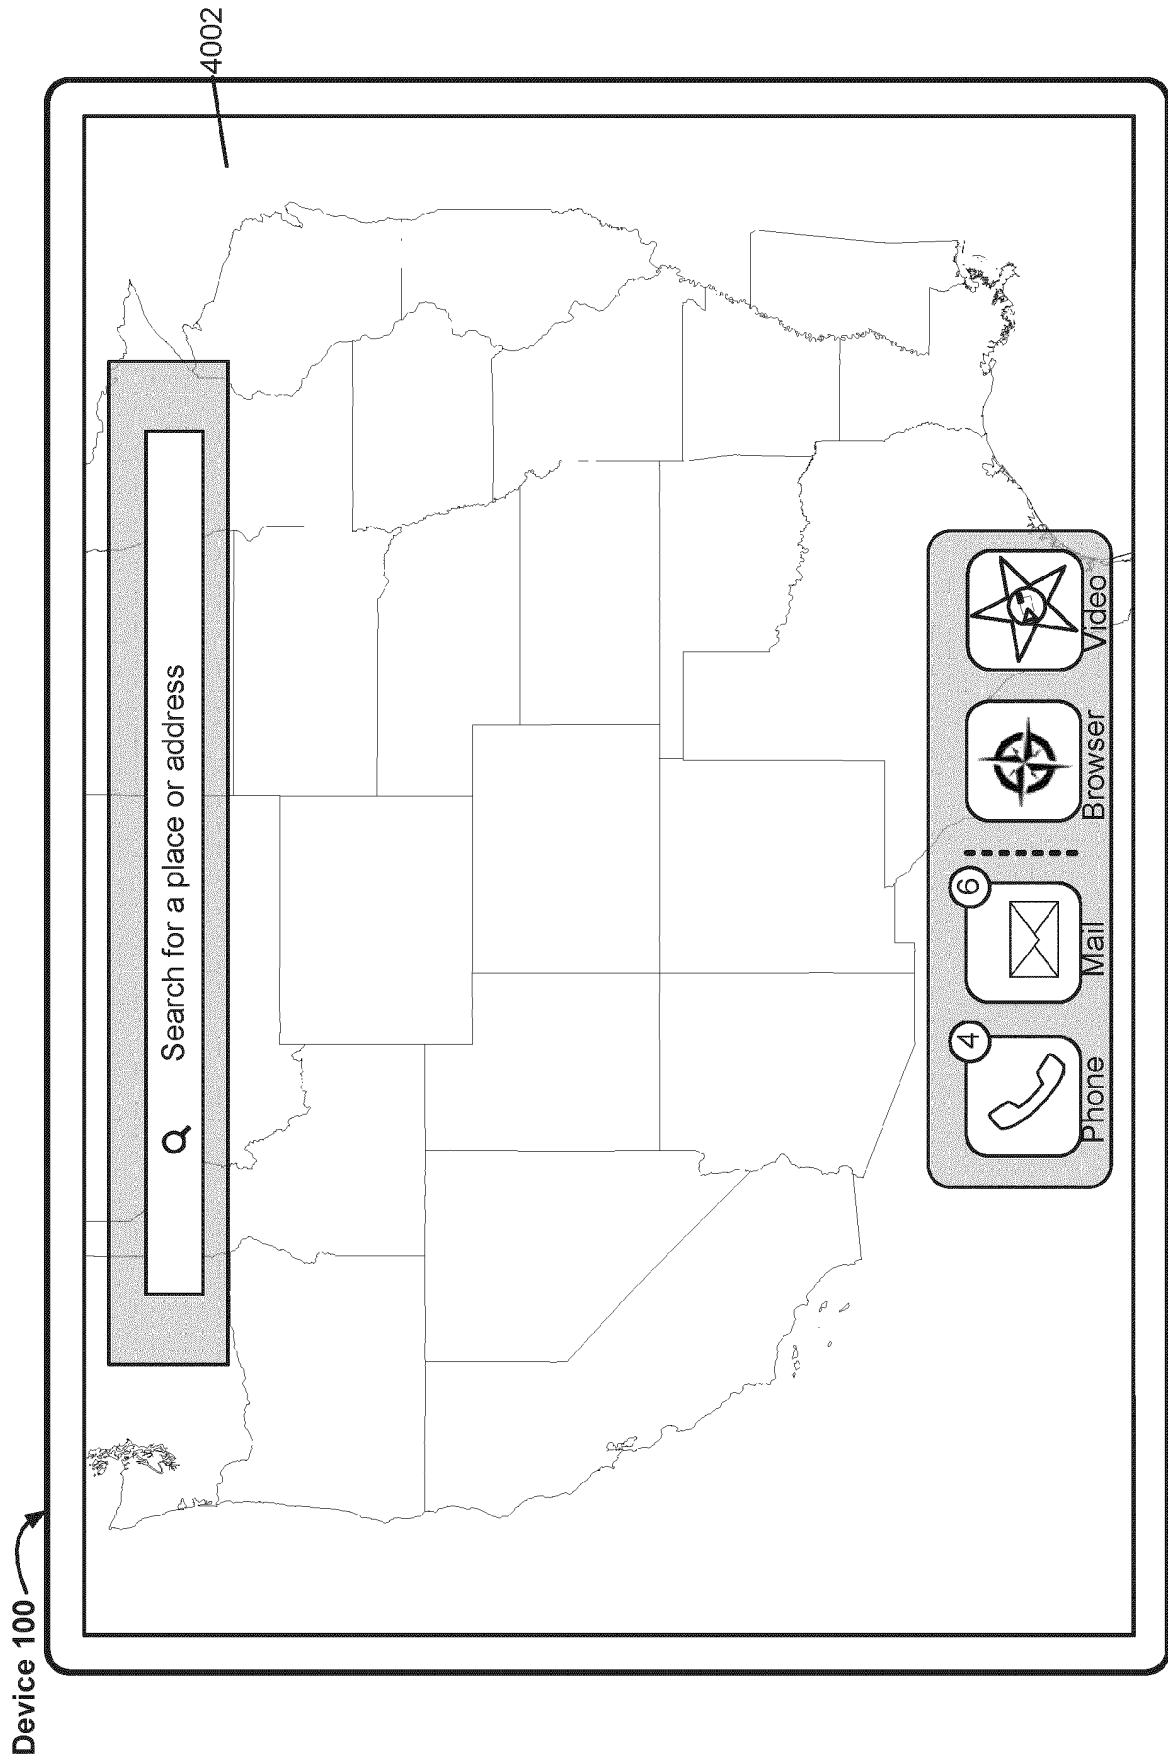 Device 100
4002
Search for a place or address
4
6
Phone
Mail
Browser
Video